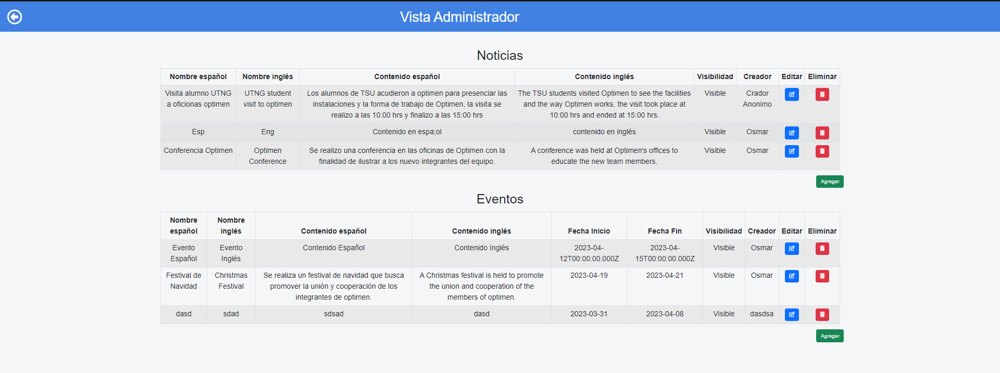 Vista Administrador
Noticias
Nombre español Nombre inglés Contenido español Contenido inglés Visibilidad Creador Editar Eliminar
Visita alumno UTNG UTNG student Los alumnos de TSU acudieron a optimen para presenciar las The TSU students visited Optimen to see the facilities Visible Crador
a oficionas optimen visit to optimen instalaciones y la forma de trabajo de Optimen, la visita se and the way Optimen works, the visit took place at Anonimo
realizo a las 10:00 hrs y finalizo a las 15:00 hrs 10:00 hrs and ended at 15:00 hrs.
Esp Eng Contenido en espa;ol contenido en inglés Visible Osmar
Conferencia Optimen Optimen Se realizo una conferencia en las oficinas de Optimen con la A conference was held at Optimen's offices to Visible Osmar
Conference finalidad de ilustrar a los nuevo integrantes del equipo. educate the new team members.
Agregar
Eventos
Nombre Nombre
español inglés Contenido español Contenido inglés Fecha Inicio Fecha Fin Visibilidad Creador Editar Eliminar
Evento Evento Contenido Español Contenido Inglés 2023-04- 2023-04- Visible Osmar
Español Inglés 12T00:00:00.000Z 15T00:00:00.000Z
Festival de Christmas Se realiza un festival de navidad que busca A Christmas festival is held to promote 2023-04-19 2023-04-21 Visible Osmar
Navidad Festival promover la unión y cooperación de los the union and cooperation of the
integrantes de optimen. members of optimen.
dasd sdad sdsad dasd 2023-03-31 2023-04-08 Visible dasdsa
Agregar